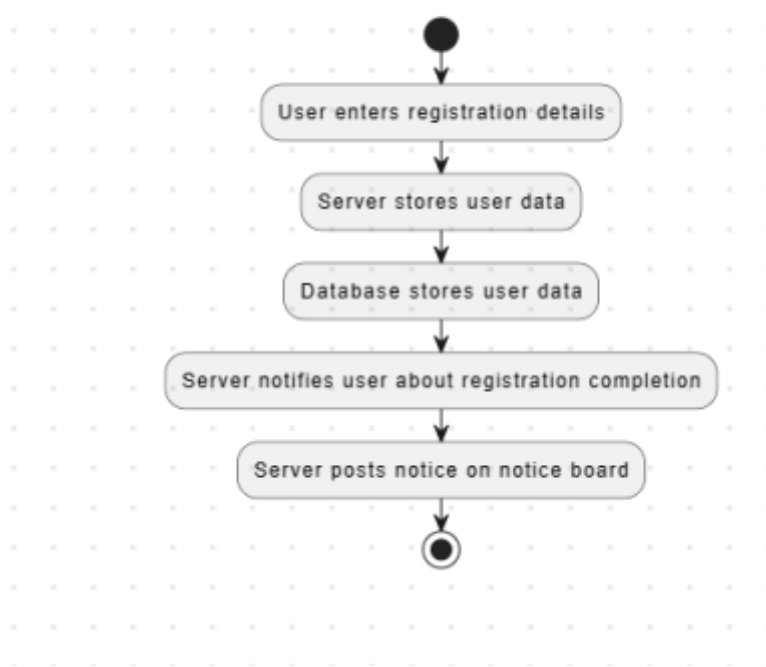 User enters registration details
Server stores user data
Database stores user data
Server notifies user about registration completion
Server posts notice on notice board